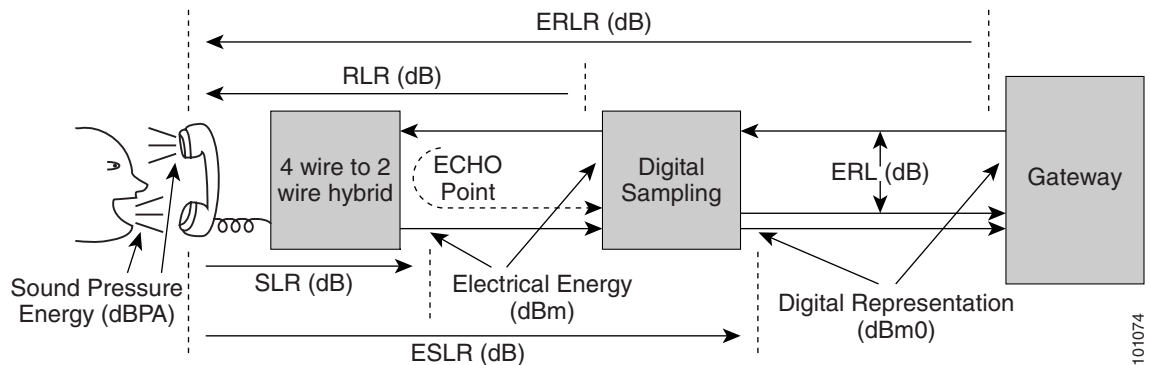 ERLR (dB)
RLR (dB)
4 wire to 2
wire hybrid
ECHO
Point
Digital
Sampling
ERL (dB)
Gateway
SLR (dB)
Sound Pressure
Energy (dBPA)
Electrical Energy
(dBm)
Digital Representation
(dBm0)
ESLR (dB)
101074